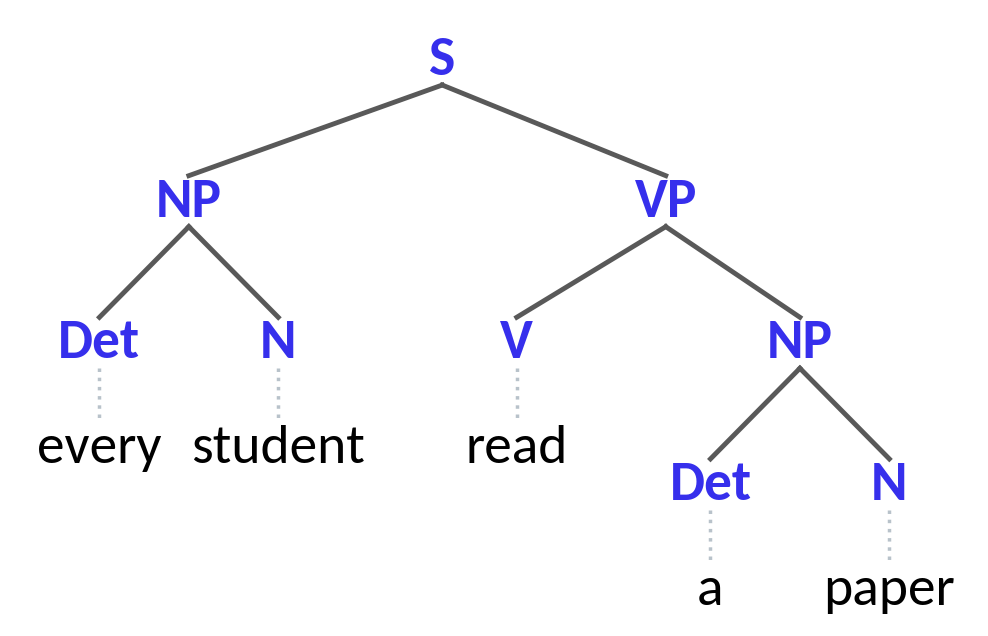 S
NP VP
Det N V NP
every student read
Det N
a paper